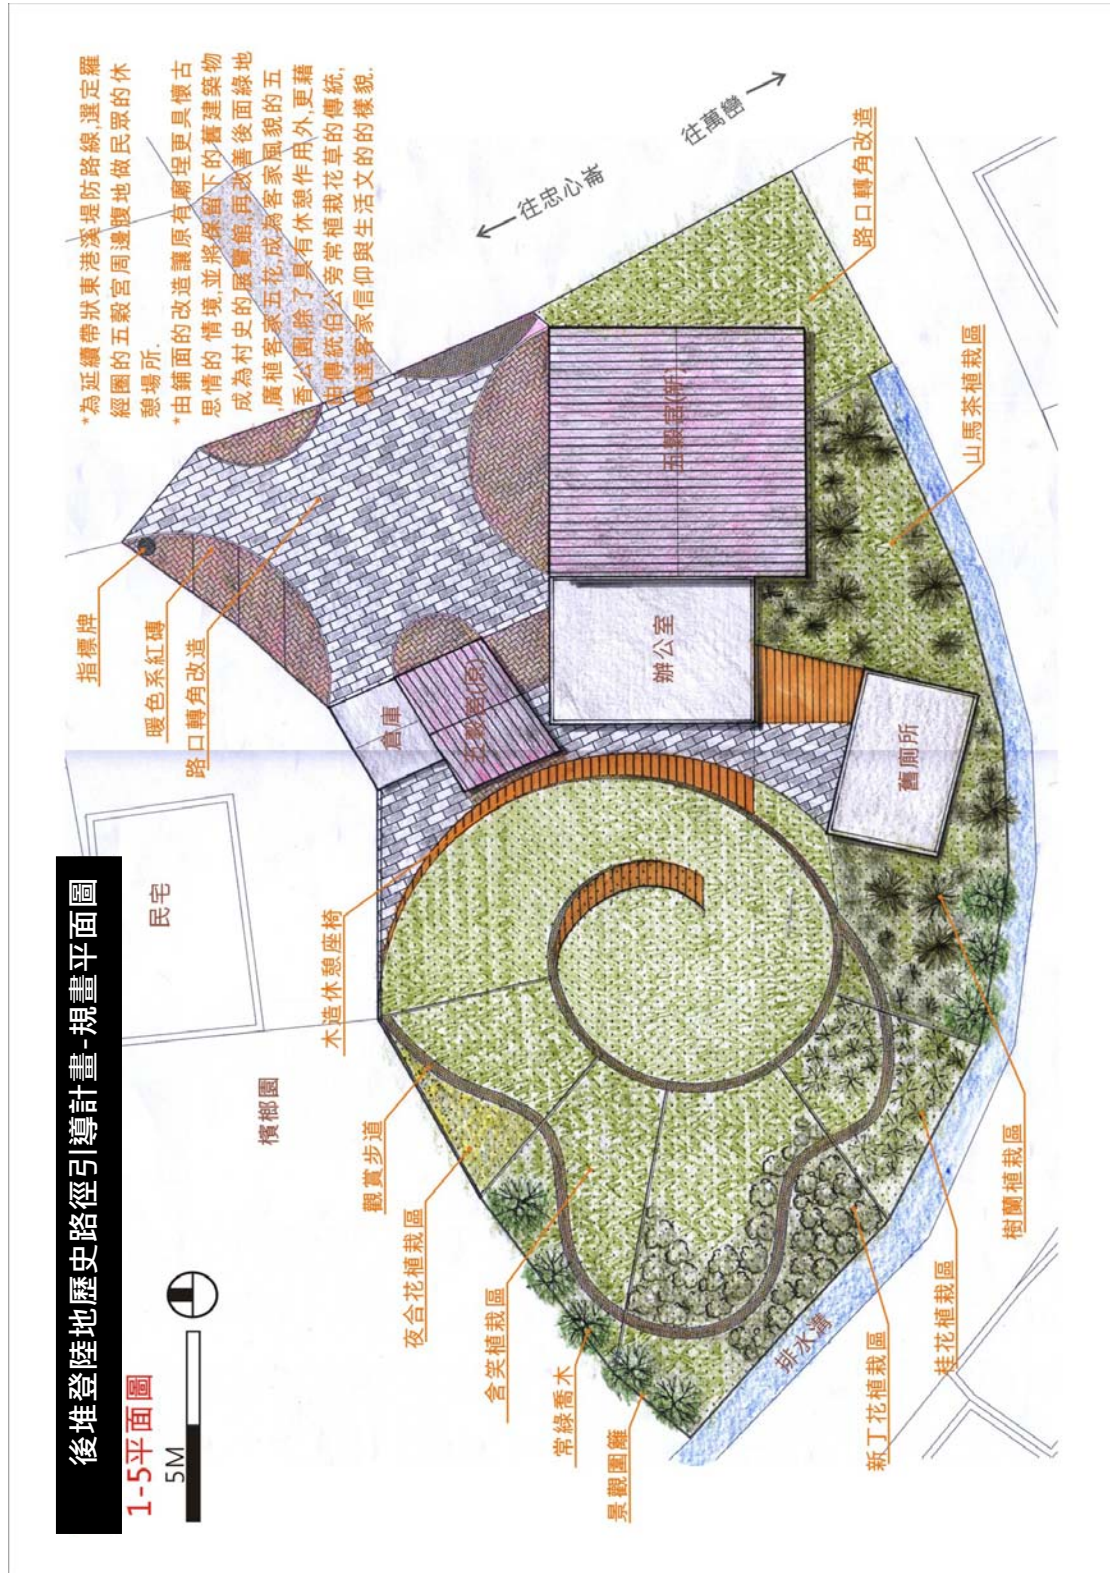 後堆登陸地歷史路徑引導計畫-規畫平面圖
1-5平面圖
5M
*為延續帶狀東港溪堤防路線,選定羅
經圈的五穀宮周邊腹地做民眾的休
憩場所.
*由鋪面的改造讓原有廟埕更具懷古
思情的 情境,並將保留下的舊建築物
成為村史的展覽館,再改善後面綠地
,廣植客家五花,成為客家風貌的五
香公園,除了具有休憩作用外,更藉
由傳統伯公旁常植栽花草的傳統,
傳達客家信仰與生活文的的樣貌.
往忠心崙
往萬巒
民宅
檳榔園
指標牌
暖色系紅磚
路口轉角改造
路口轉角改造
木造休憩座椅
觀賞步道
夜合花植栽區
含笑植栽區
常綠喬木
景觀圍籬
倉庫
五穀宮(原)
五穀宮(新)
辦公室
舊廁所
山馬茶植栽區
樹蘭植栽區
桂花植栽區
新丁花植栽區
排水溝